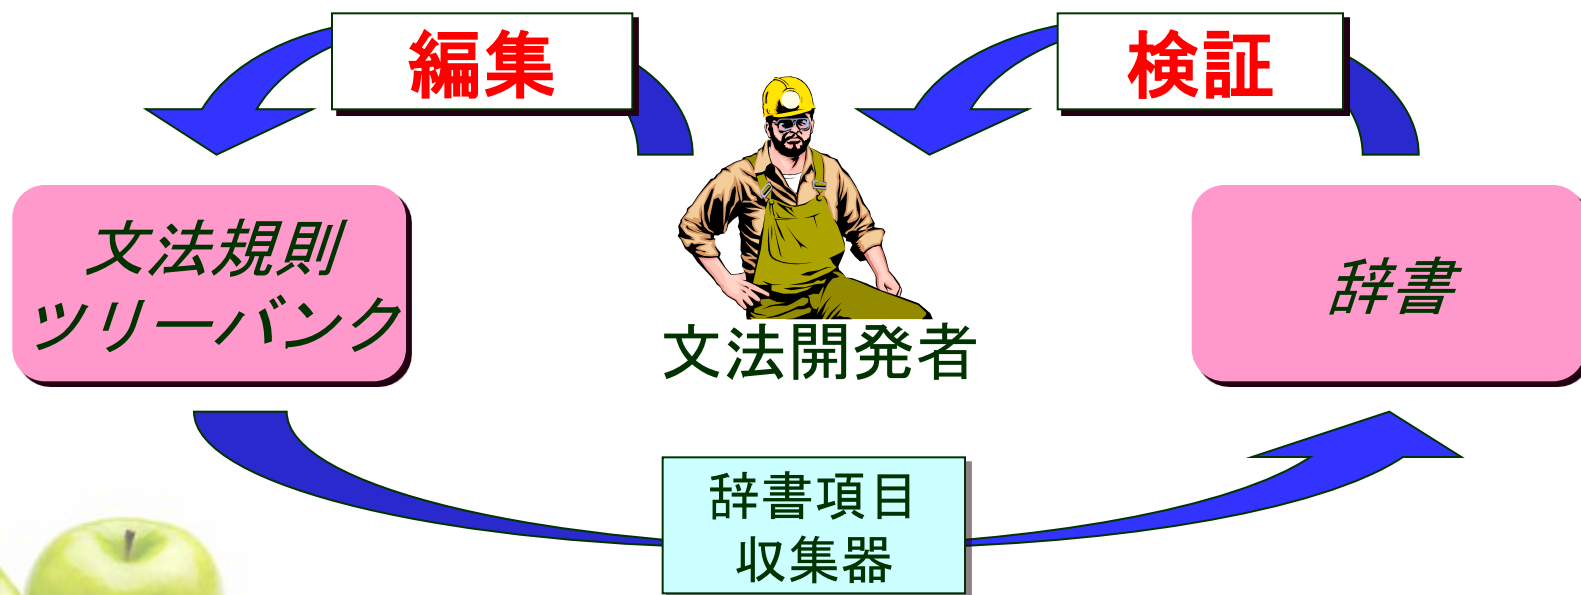 編集
検証
文法規則
ツリーバンク
文法開発者
辞書
辞書項目
収集器